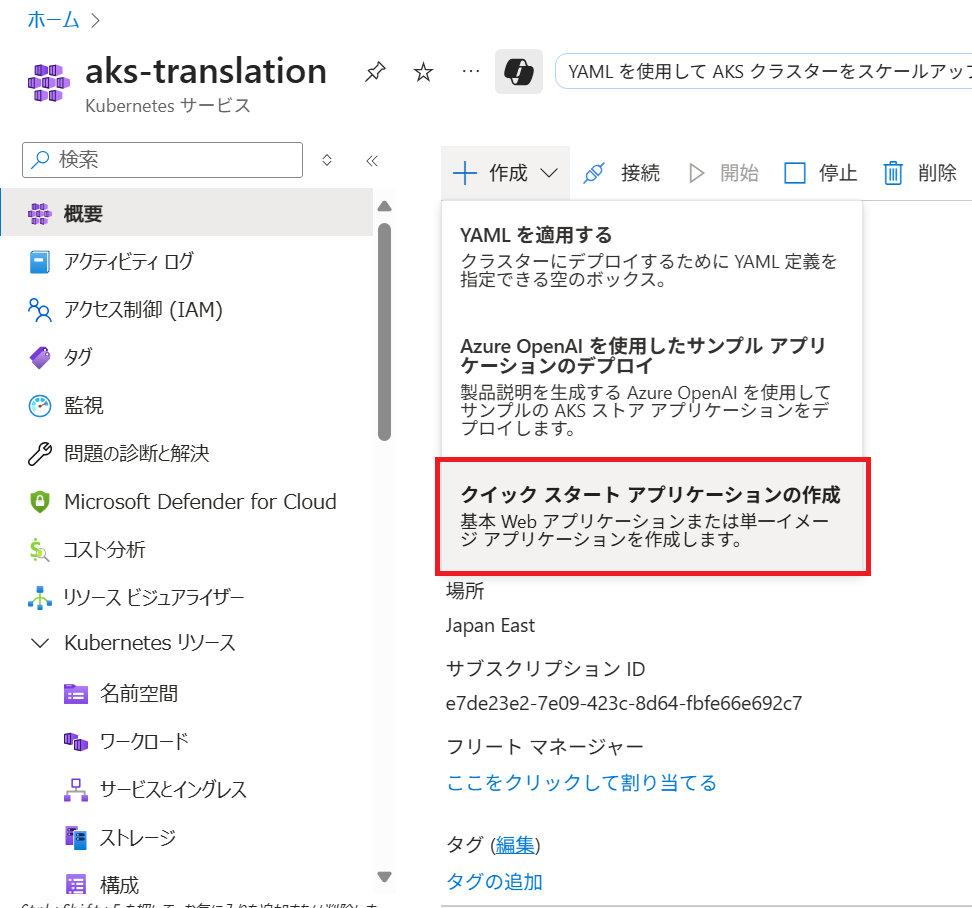 ホーム
aks-translation
Kubernetes サービス
YAML を使用して AKS クラスターをスケールアップ
検索
作成
接続
開始
停止
削除
概要
アクティビティ ログ
アクセス制御 (IAM)
タグ
監視
問題の診断と解決
Microsoft Defender for Cloud
コスト分析
リソース ビジュアライザー
Kubernetes リソース
名前空間
ワークロード
サービスとイングレス
ストレージ
構成
YAML を適用する
クラスターにデプロイするために YAML 定義を
指定できる空のボックス。
Azure OpenAI を使用したサンプル アプリ
ケーションのデプロイ
製品説明を生成する Azure OpenAI を使用して
サンプルの AKS ストア アプリケーションをデ
プロイします。
クイック スタート アプリケーションの作成
基本 Web アプリケーションまたは単一イメー
ジ アプリケーションを作成します。
場所
Japan East
サブスクリプション ID
e7de23e2-7e09-423c-8d64-fbfe66e692c7
フリート マネージャー
ここをクリックして割り当てる
タグ (編集)
タグの追加